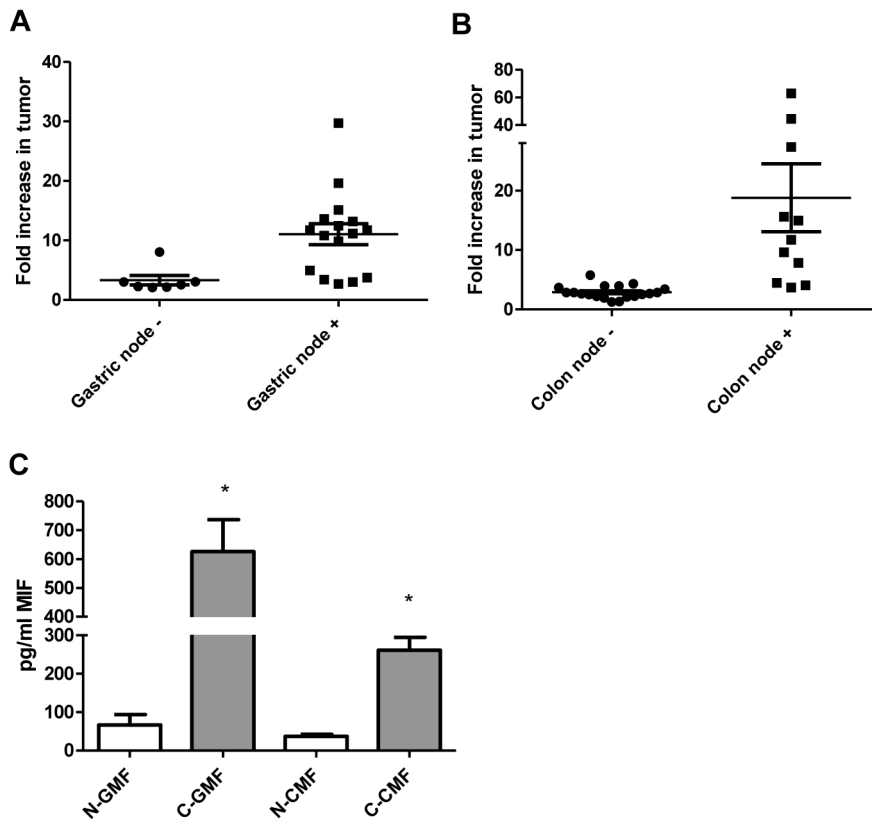 A
Fold increase in tumor
40
30
20
10
0
Gastric node -
Gastric node +
B
Fold increase in tumor
80
60
40
20
10
0
Colon node -
Colon node +
C
pg/ml MIF
800
700
600
500
400
300
200
100
0
*
*
N-GMF
C-GMF
N-CMF
C-CMF